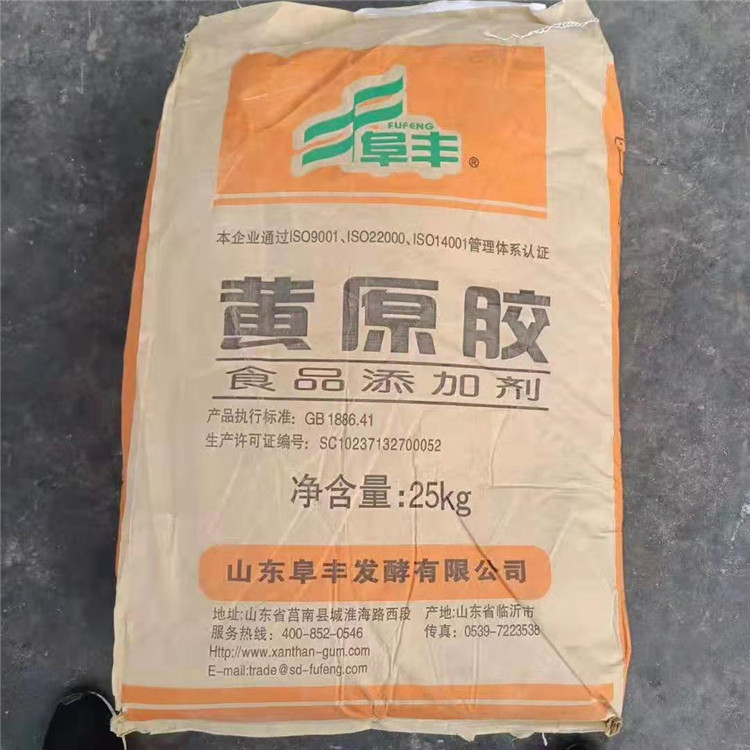 FUFENG
阜丰®
本企业通过ISO9001、ISO22000、ISO14001管理体系认证
黄原胶
食品添加剂
产品执行标准：GB 1886.41
生产许可证编号：SC10237132700052
净含量:25kg
山东阜丰发酵有限公司
地址:山东省莒南县城淮海路西段 产地:山东省临沂市
服务热线：400-852-0546 传真：0539-7223538
Http://www.xanthan-gum.com
E-mail:trade@sd-fufeng.com